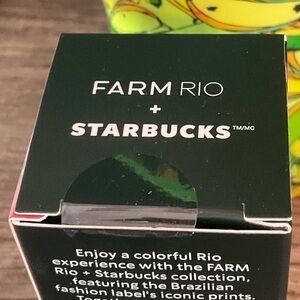 FARM RIO
+
STARBUCKS™/MC
Enjoy a colorful Rio
experience with the FARM
Rio + Starbucks collection,
featuring the Brazilian
fashion label's iconic prints.